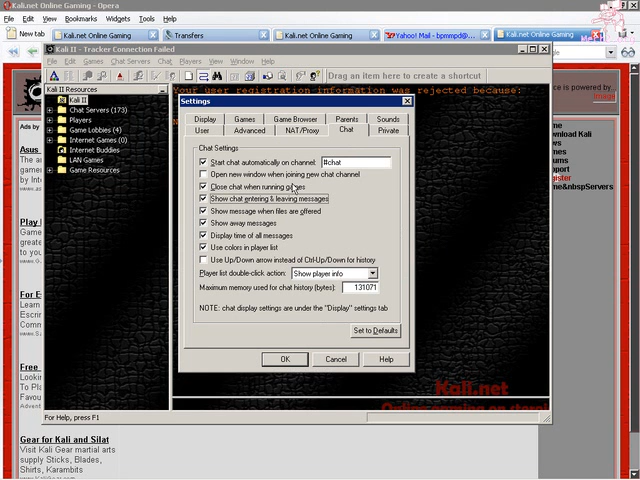 Kali.net Online Gaming - Opera
File Edit View Bookmarks Widgets Tools Help
New tab Kali.net Online Gaming Transfers Kali.net Online Gaming Yahoo! Mail - bpmmpd@... Kali.net Online Gaming
Kali II - Tracker Connection Failed
File Edit Games Chat Servers Chat Players View Window Help
Drag an item here to create a shortcut
Kali II Resources
Kali II
Chat Servers (173)
Players
Game Lobbies (4)
Internet Games (0)
Internet Buddies
LAN Games
Game Resources
Your user registration information was rejected because:
Settings
Display Games Game Browser Parents Sounds
User Advanced NAT/Proxy Chat Private
Chat Settings
Start chat automatically on channel: #chat
Open new window when joining new chat channel
Close chat when running games
Show chat entering & leaving messages
Show message when files are offered
Show away messages
Display time of all messages
Use colors in player list
Use Up/Down arrow instead of Ctrl-Up/Down for history
Player list double-click action: Show player info
Maximum memory used for chat history (bytes): 131071
NOTE: chat display settings are under the "Display" settings tab
Set to Defaults
OK Cancel Help
Kali.net
For Help, press F1
Ads by
Asus
Play
For E
Free
Gear for Kali and Silat
Visit Kali Gear martial arts
supply Sticks, Blades,
Shirts, Karambits
ce is powered by...
image
me
wnload Kali
ws
mes
ums
gister
me&nbspServers